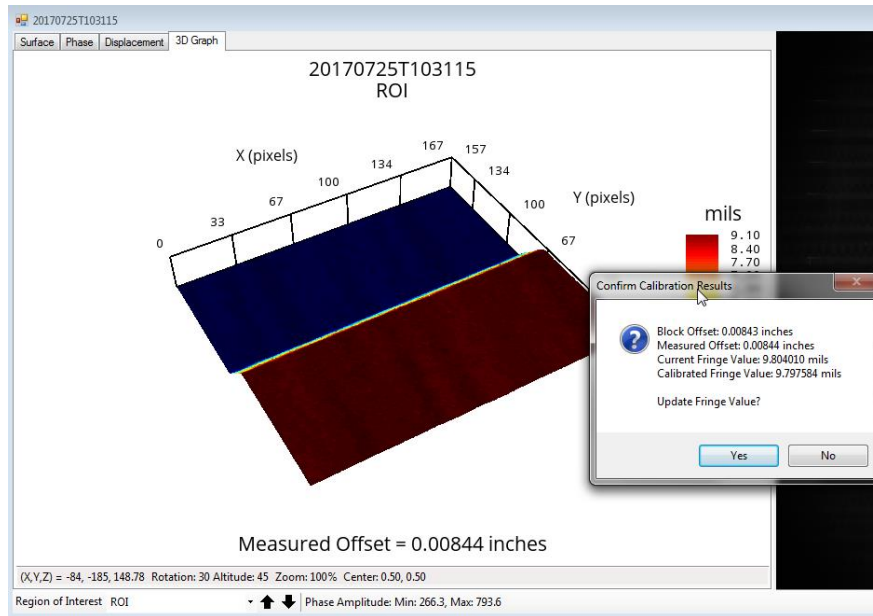 20170725T103115
Surface Phase Displacement 3D Graph
20170725T103115
ROI
X (pixels)
0 33 67 100 134 167
157 134 100 67
Y (pixels)
mils
9.10
8.40
7.70
Confirm Calibration Results
Block Offset: 0.00843 inches
Measured Offset: 0.00844 inches
Current Fringe Value: 9.804010 mils
Calibrated Fringe Value: 9.797584 mils
Update Fringe Value?
Yes No
Measured Offset = 0.00844 inches
(X,Y,Z) = -84, -185, 148.78 Rotation: 30 Altitude: 45 Zoom: 100% Center: 0.50, 0.50
Region of Interest ROI Phase Amplitude: Min: 266.3, Max: 793.6